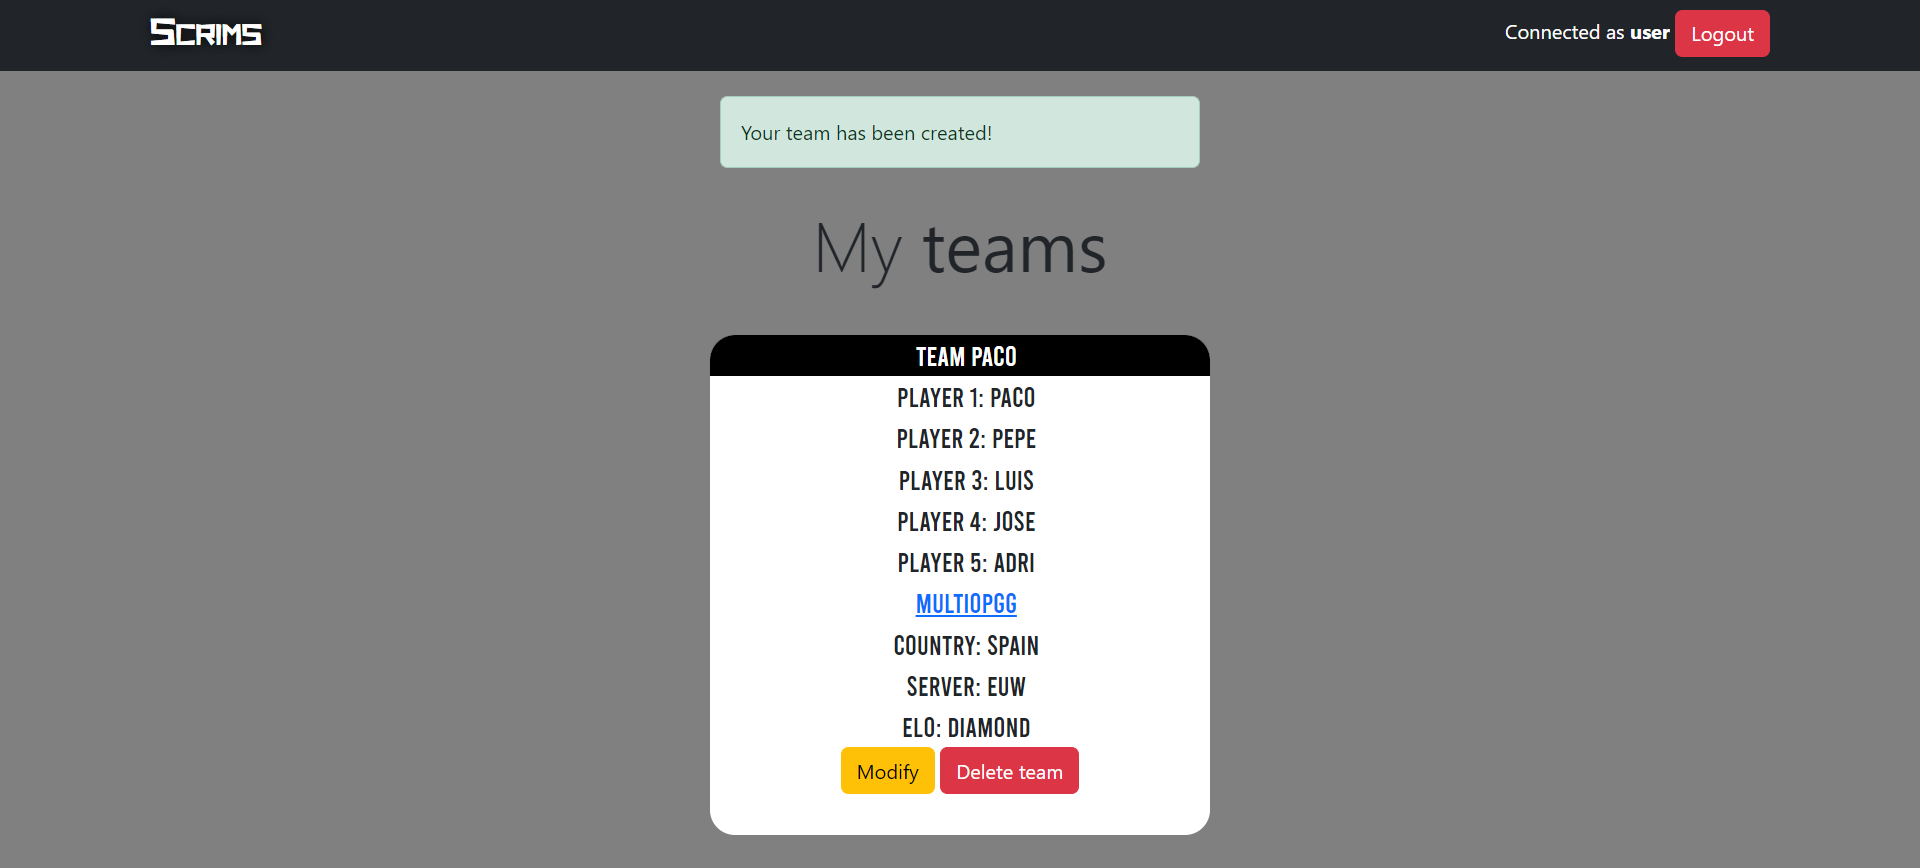 SCRIMS
Connected as user Logout
Your team has been created!
My teams
TEAM PACO
PLAYER 1: PACO
PLAYER 2: PEPE
PLAYER 3: LUIS
PLAYER 4: JOSE
PLAYER 5: ADRI
MULTIOPGG
COUNTRY: SPAIN
SERVER: EUW
ELO: DIAMOND
Modify Delete team